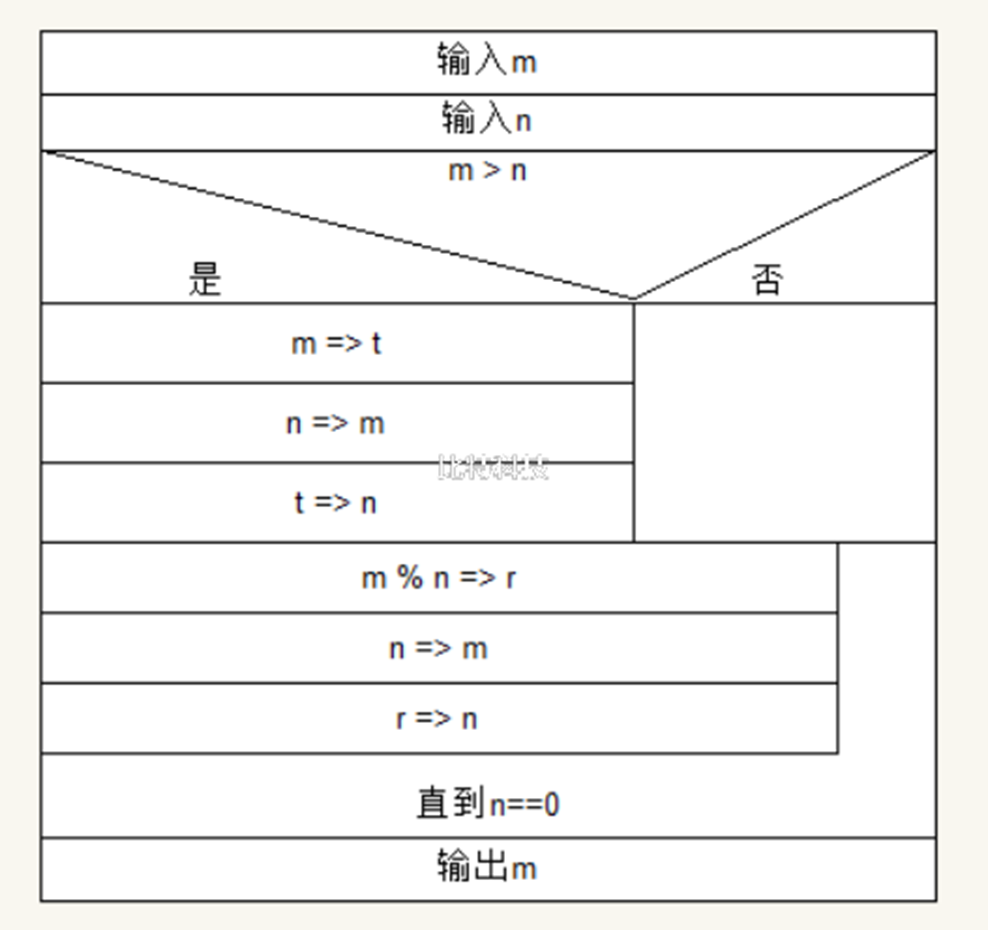 输入m
输入n
m > n
是
否
m => t
n => m
比特科技
t => n
m % n => r
n => m
r => n
直到n==0
输出m